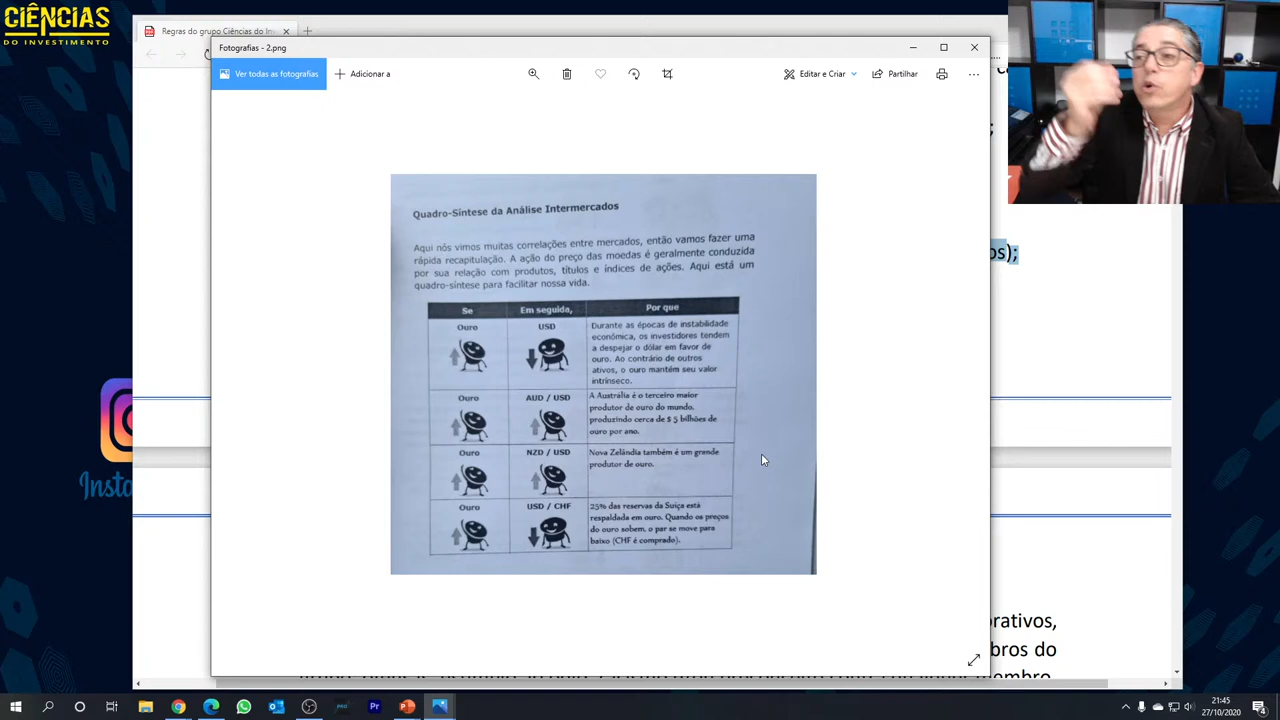 CIÊNCIAS
DO INVESTIMENTO
Regras do grupo Ciências do In
Fotografias - 2.png
Ver todas as fotografias
Adicionar a
Editar e Criar
Partilhar
Quadro-Síntese da Análise Intermercados
Aqui nós vimos muitas correlações entre mercados, então vamos fazer uma
rápida recapitulação. A ação do preço das moedas é geralmente conduzida
por sua relação com produtos, títulos e índices de ações. Aqui está um
quadro-síntese para facilitar nossa vida.
Se Em seguida, Por que
Ouro USD
Durante as épocas de instabilidade
econômica, os investidores tendem
a despejar o dólar em favor de
ouro. Ao contrário de outros
ativos, o ouro mantém seu valor
intrínseco.
Ouro AUD / USD
A Austrália é o terceiro maior
produtor de ouro do mundo,
produzindo cerca de $ 5 bilhões de
ouro por ano.
Ouro NZD / USD
Nova Zelândia também é um grande
produtor de ouro.
Ouro USD / CHF
25% das reservas da Suíça está
respaldada em ouro. Quando os preços
do ouro sobem, o par se move para
baixo (CHF é comprado).
os);
Insta
orativos,
bros do
membro
21:45
27/10/2020